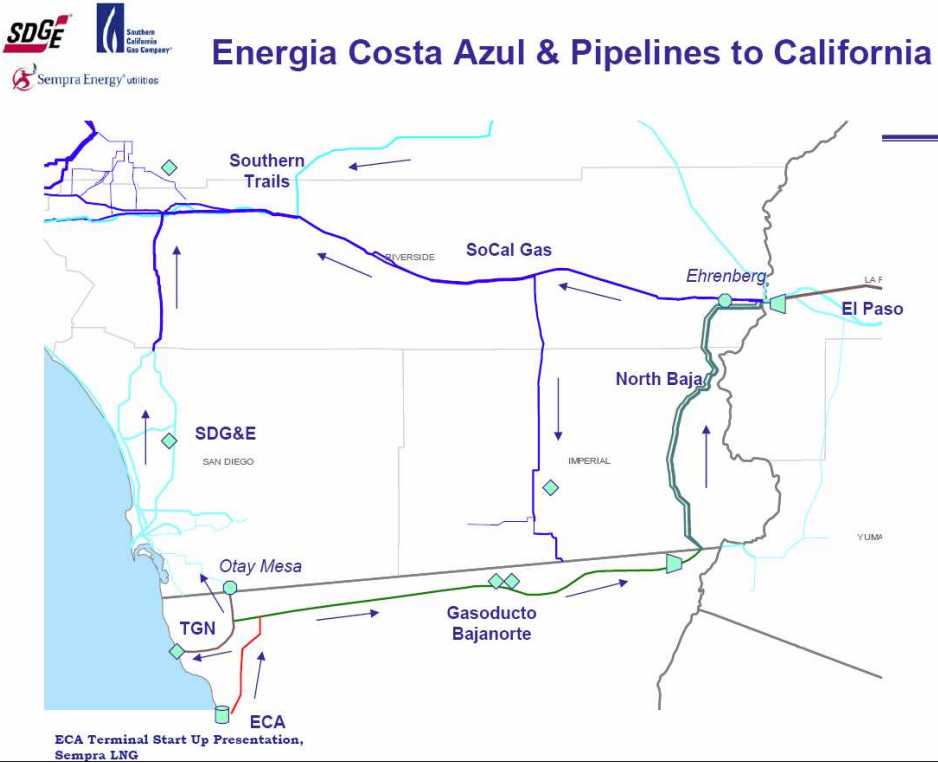 SDGE
Southern
California
Gas Company
Sempra Energy utilities
Energia Costa Azul & Pipelines to California
Southern
Trails
SoCal Gas
RIVERSIDE
Ehrenberg
El Paso
North Baja
SDG&E
SAN DIEGO
IMPERIAL
YUMA
Otay Mesa
TGN
Gasoducto
Bajanorte
ECA
ECA Terminal Start Up Presentation,
Sempra LNG